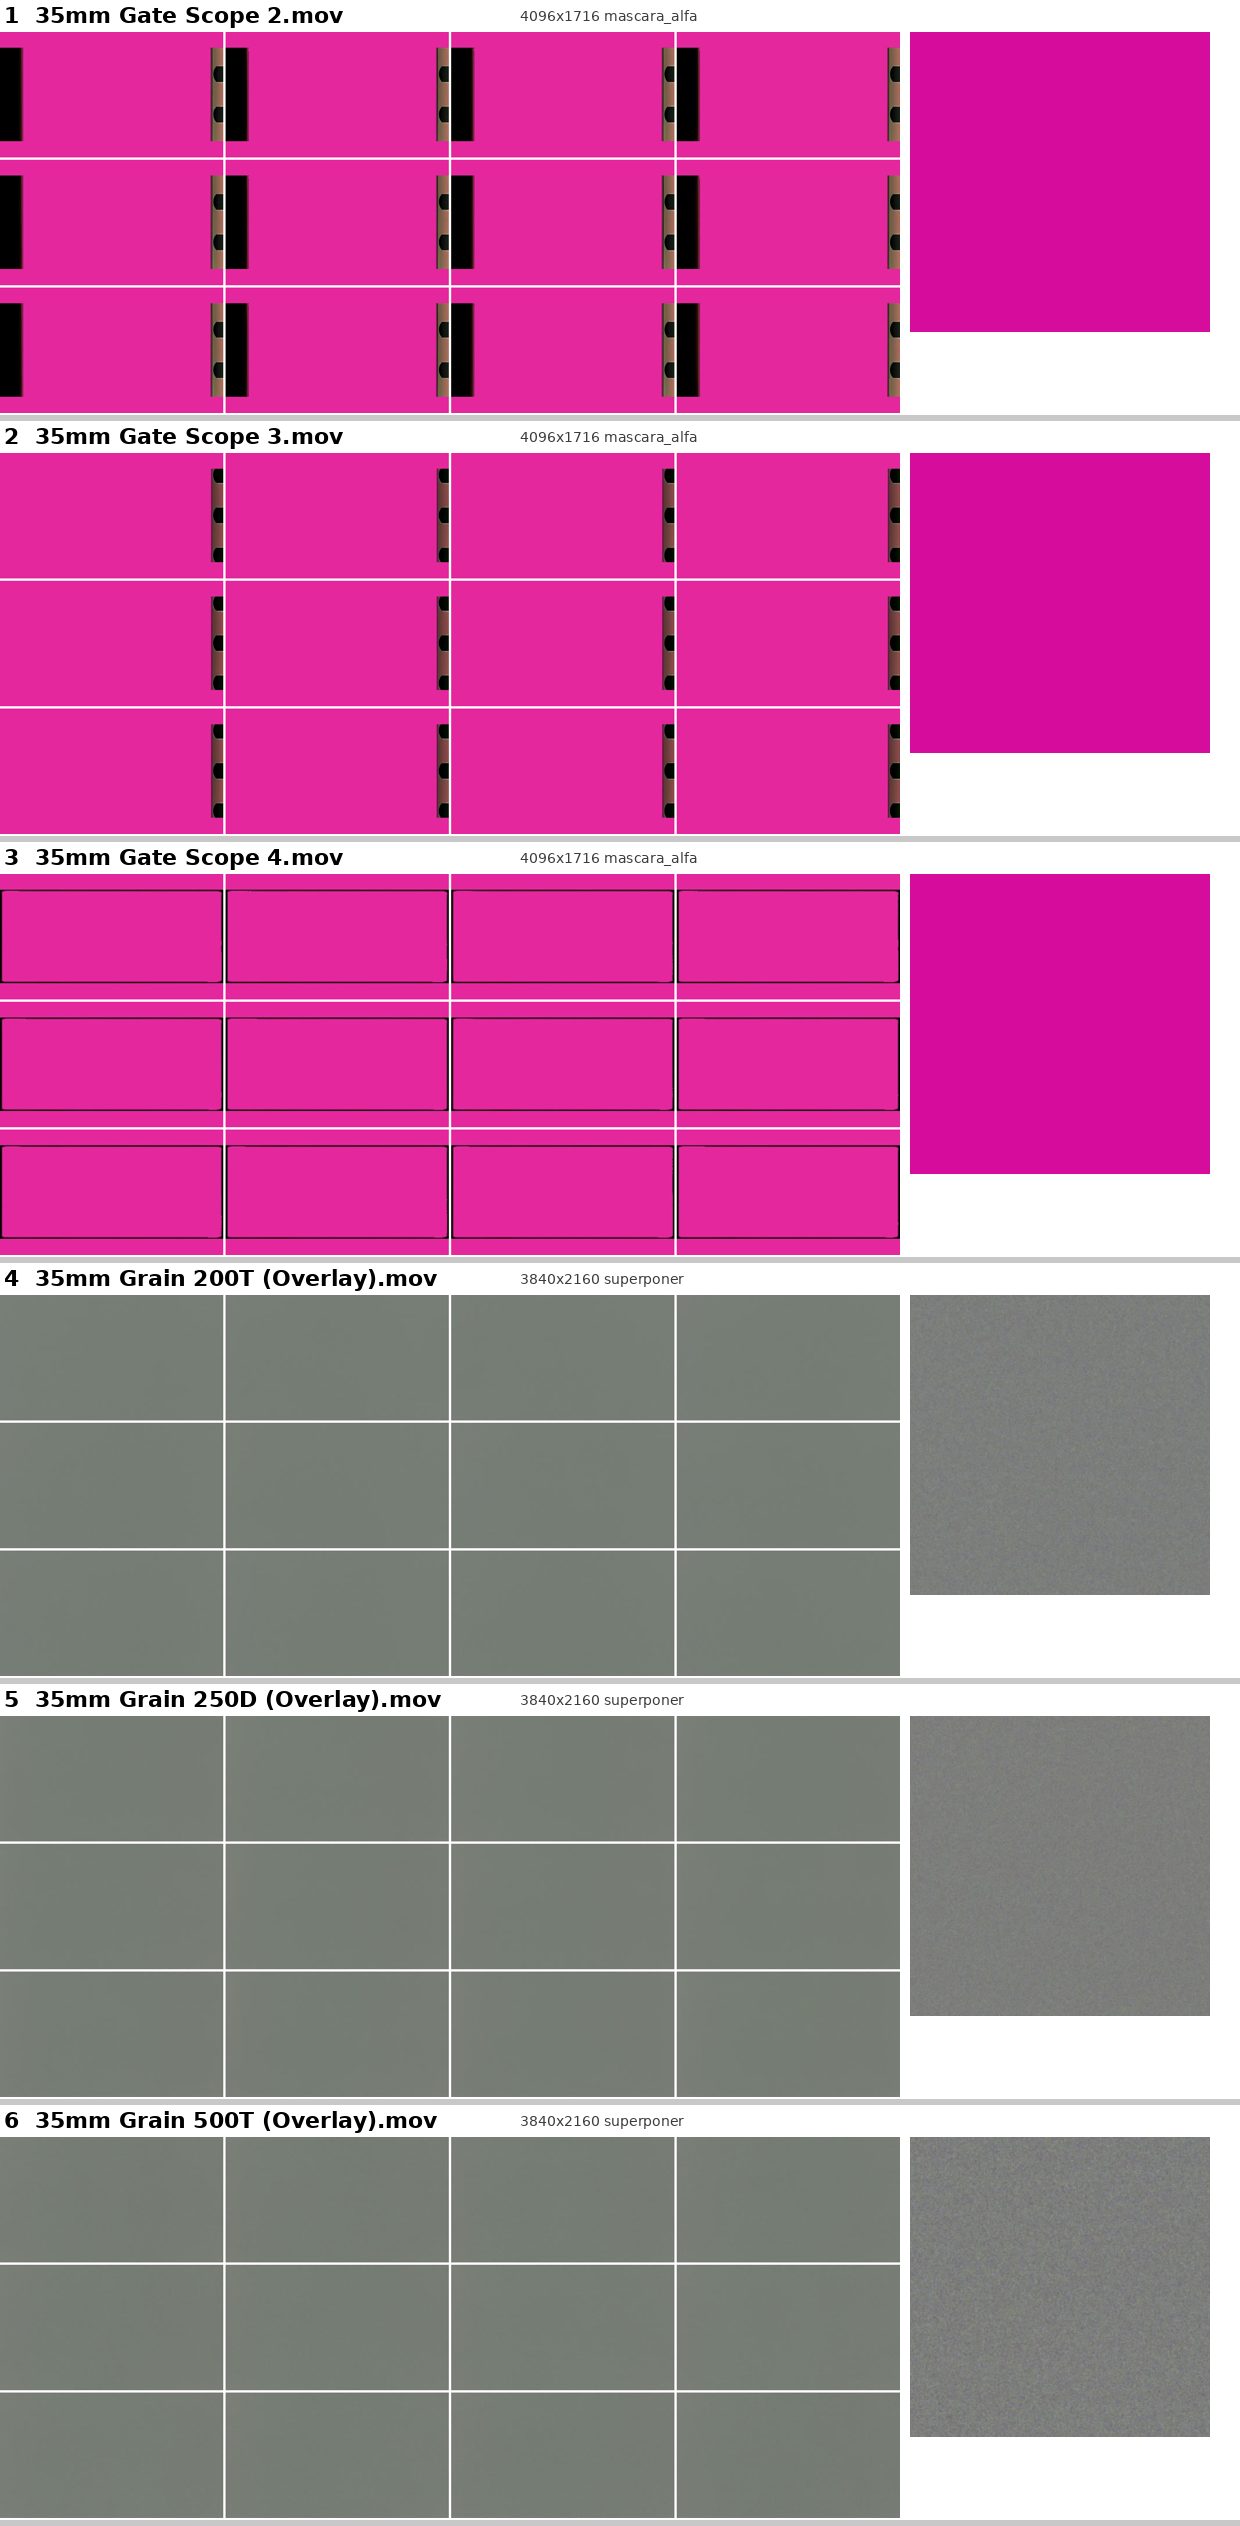 1 35mm Gate Scope 2.mov
4096x1716 mascara_alfa
2 35mm Gate Scope 3.mov
4096x1716 mascara_alfa
3 35mm Gate Scope 4.mov
4096x1716 mascara_alfa
4 35mm Grain 200T (Overlay).mov
3840x2160 superponer
5 35mm Grain 250D (Overlay).mov
3840x2160 superponer
6 35mm Grain 500T (Overlay).mov
3840x2160 superponer